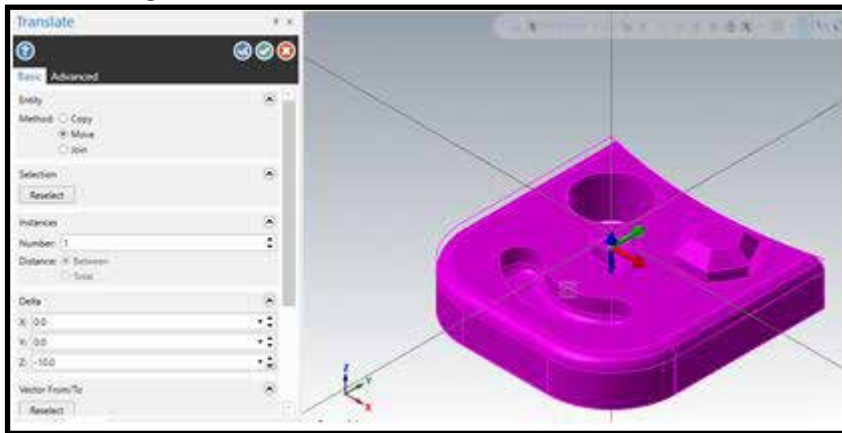 Translate
Basic Advanced
Entity
Method: Copy
Move
Join
Selection
Reselect
Instances
Number: 1
Distance: Between
Total
Delta
X: 0.0
Y: 0.0
Z: -10.0
Vector From/To
Reselect
Z
Y
X